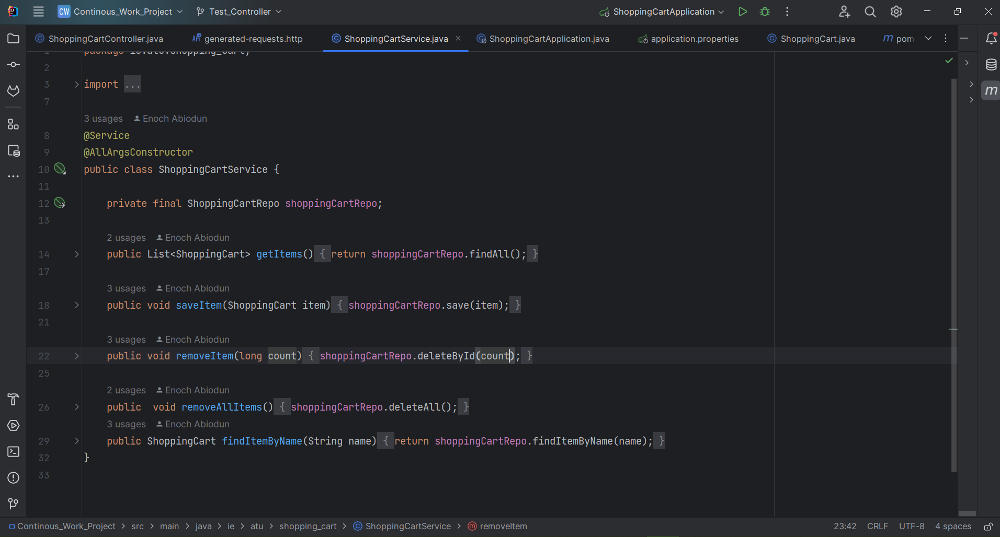 CW Continous_Work_Project Test_Controller ShoppingCartApplication
ShoppingCartController.java API generated-requests.http ShoppingCartService.java ShoppingCartApplication.java application.properties ShoppingCart.java m pom
1 package ie.atu.shopping_cart;
2
3 import ...
7
3 usages Enoch Abiodun
8 @Service
9 @AllArgsConstructor
10 public class ShoppingCartService {
11
12 private final ShoppingCartRepo shoppingCartRepo;
13
2 usages Enoch Abiodun
14 public List<ShoppingCart> getItems() { return shoppingCartRepo.findAll(); }
17
3 usages Enoch Abiodun
18 public void saveItem(ShoppingCart item) { shoppingCartRepo.save(item); }
21
3 usages Enoch Abiodun
22 public void removeItem(long count) { shoppingCartRepo.deleteById(count); }
25
2 usages Enoch Abiodun
26 public  void removeAllItems() { shoppingCartRepo.deleteAll(); }
3 usages Enoch Abiodun
29 public ShoppingCart findItemByName(String name) { return shoppingCartRepo.findItemByName(name); }
32 }
33
Continous_Work_Project > src > main > java > ie > atu > shopping_cart > ShoppingCartService > removeItem 23:42 CRLF UTF-8 4 spaces